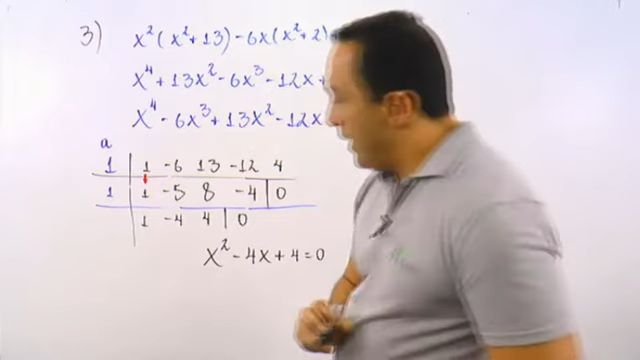 3) x²(x²+13)-6x(x²+2)
x⁴+13x²-6x³-12x+
x⁴-6x³+13x²-12x
a
1 | 1 -6 13 -12 4
1 | 1 -5 8 -4 | 0
1 -4 4 | 0
x²-4x+4=0